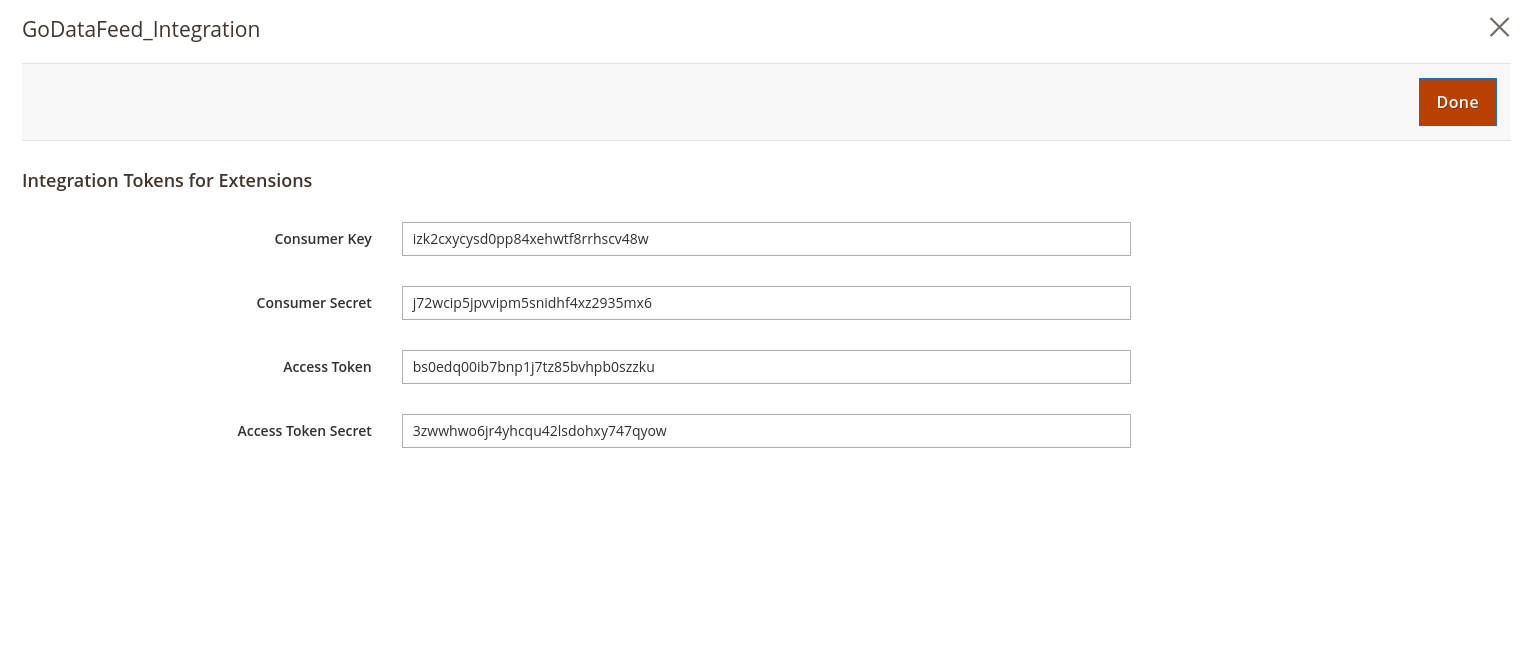 GoDataFeed_Integration
Done
Integration Tokens for Extensions
Consumer Key izk2cxycysd0pp84xehwtf8rrhscv48w
Consumer Secret j72wcip5jpvvipm5snidhf4xz2935mx6
Access Token bs0edq00ib7bnp1j7tz85bvhpb0szzku
Access Token Secret 3zwwhwo6jr4yhcqu42lsdohxy747qyow